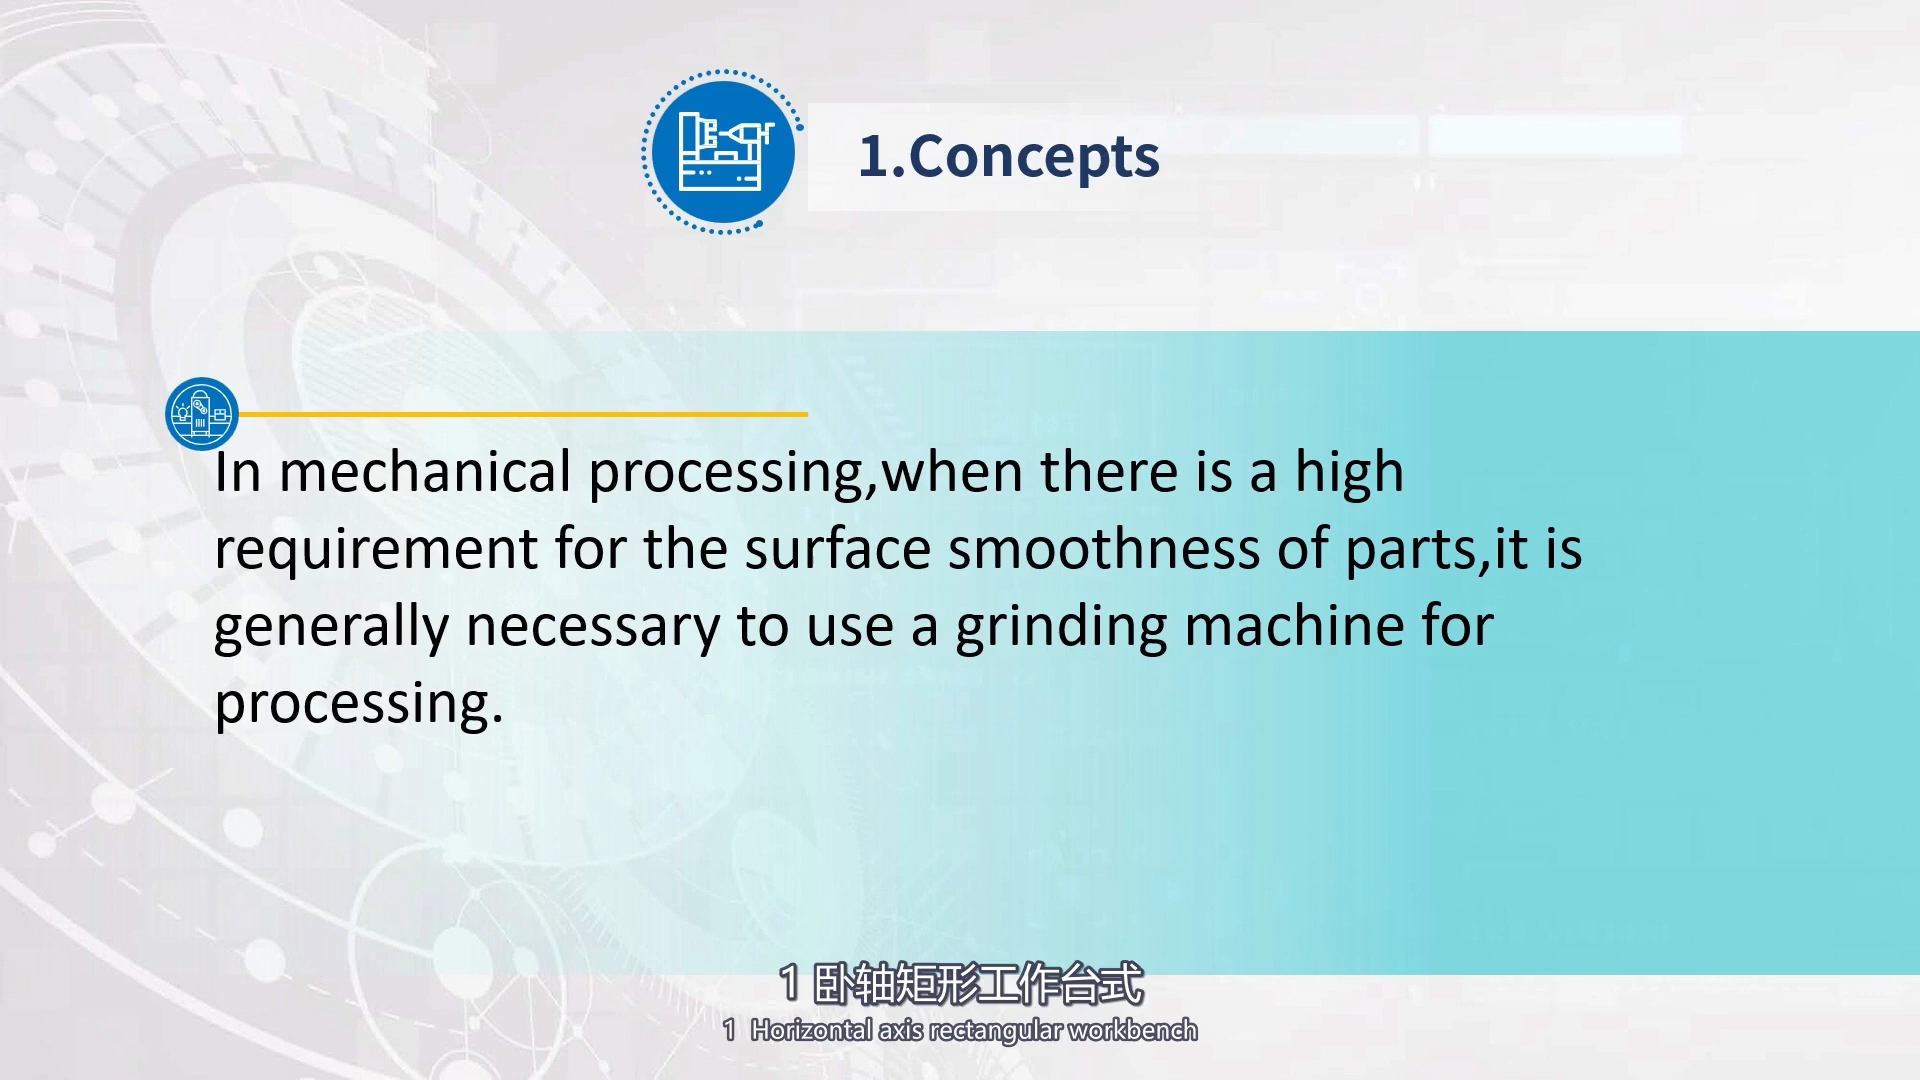 1.Concepts
In mechanical processing,when there is a high
requirement for the surface smoothness of parts,it is
generally necessary to use a grinding machine for
processing.
1 卧轴矩形工作台式
1 Horizontal axis rectangular workbench